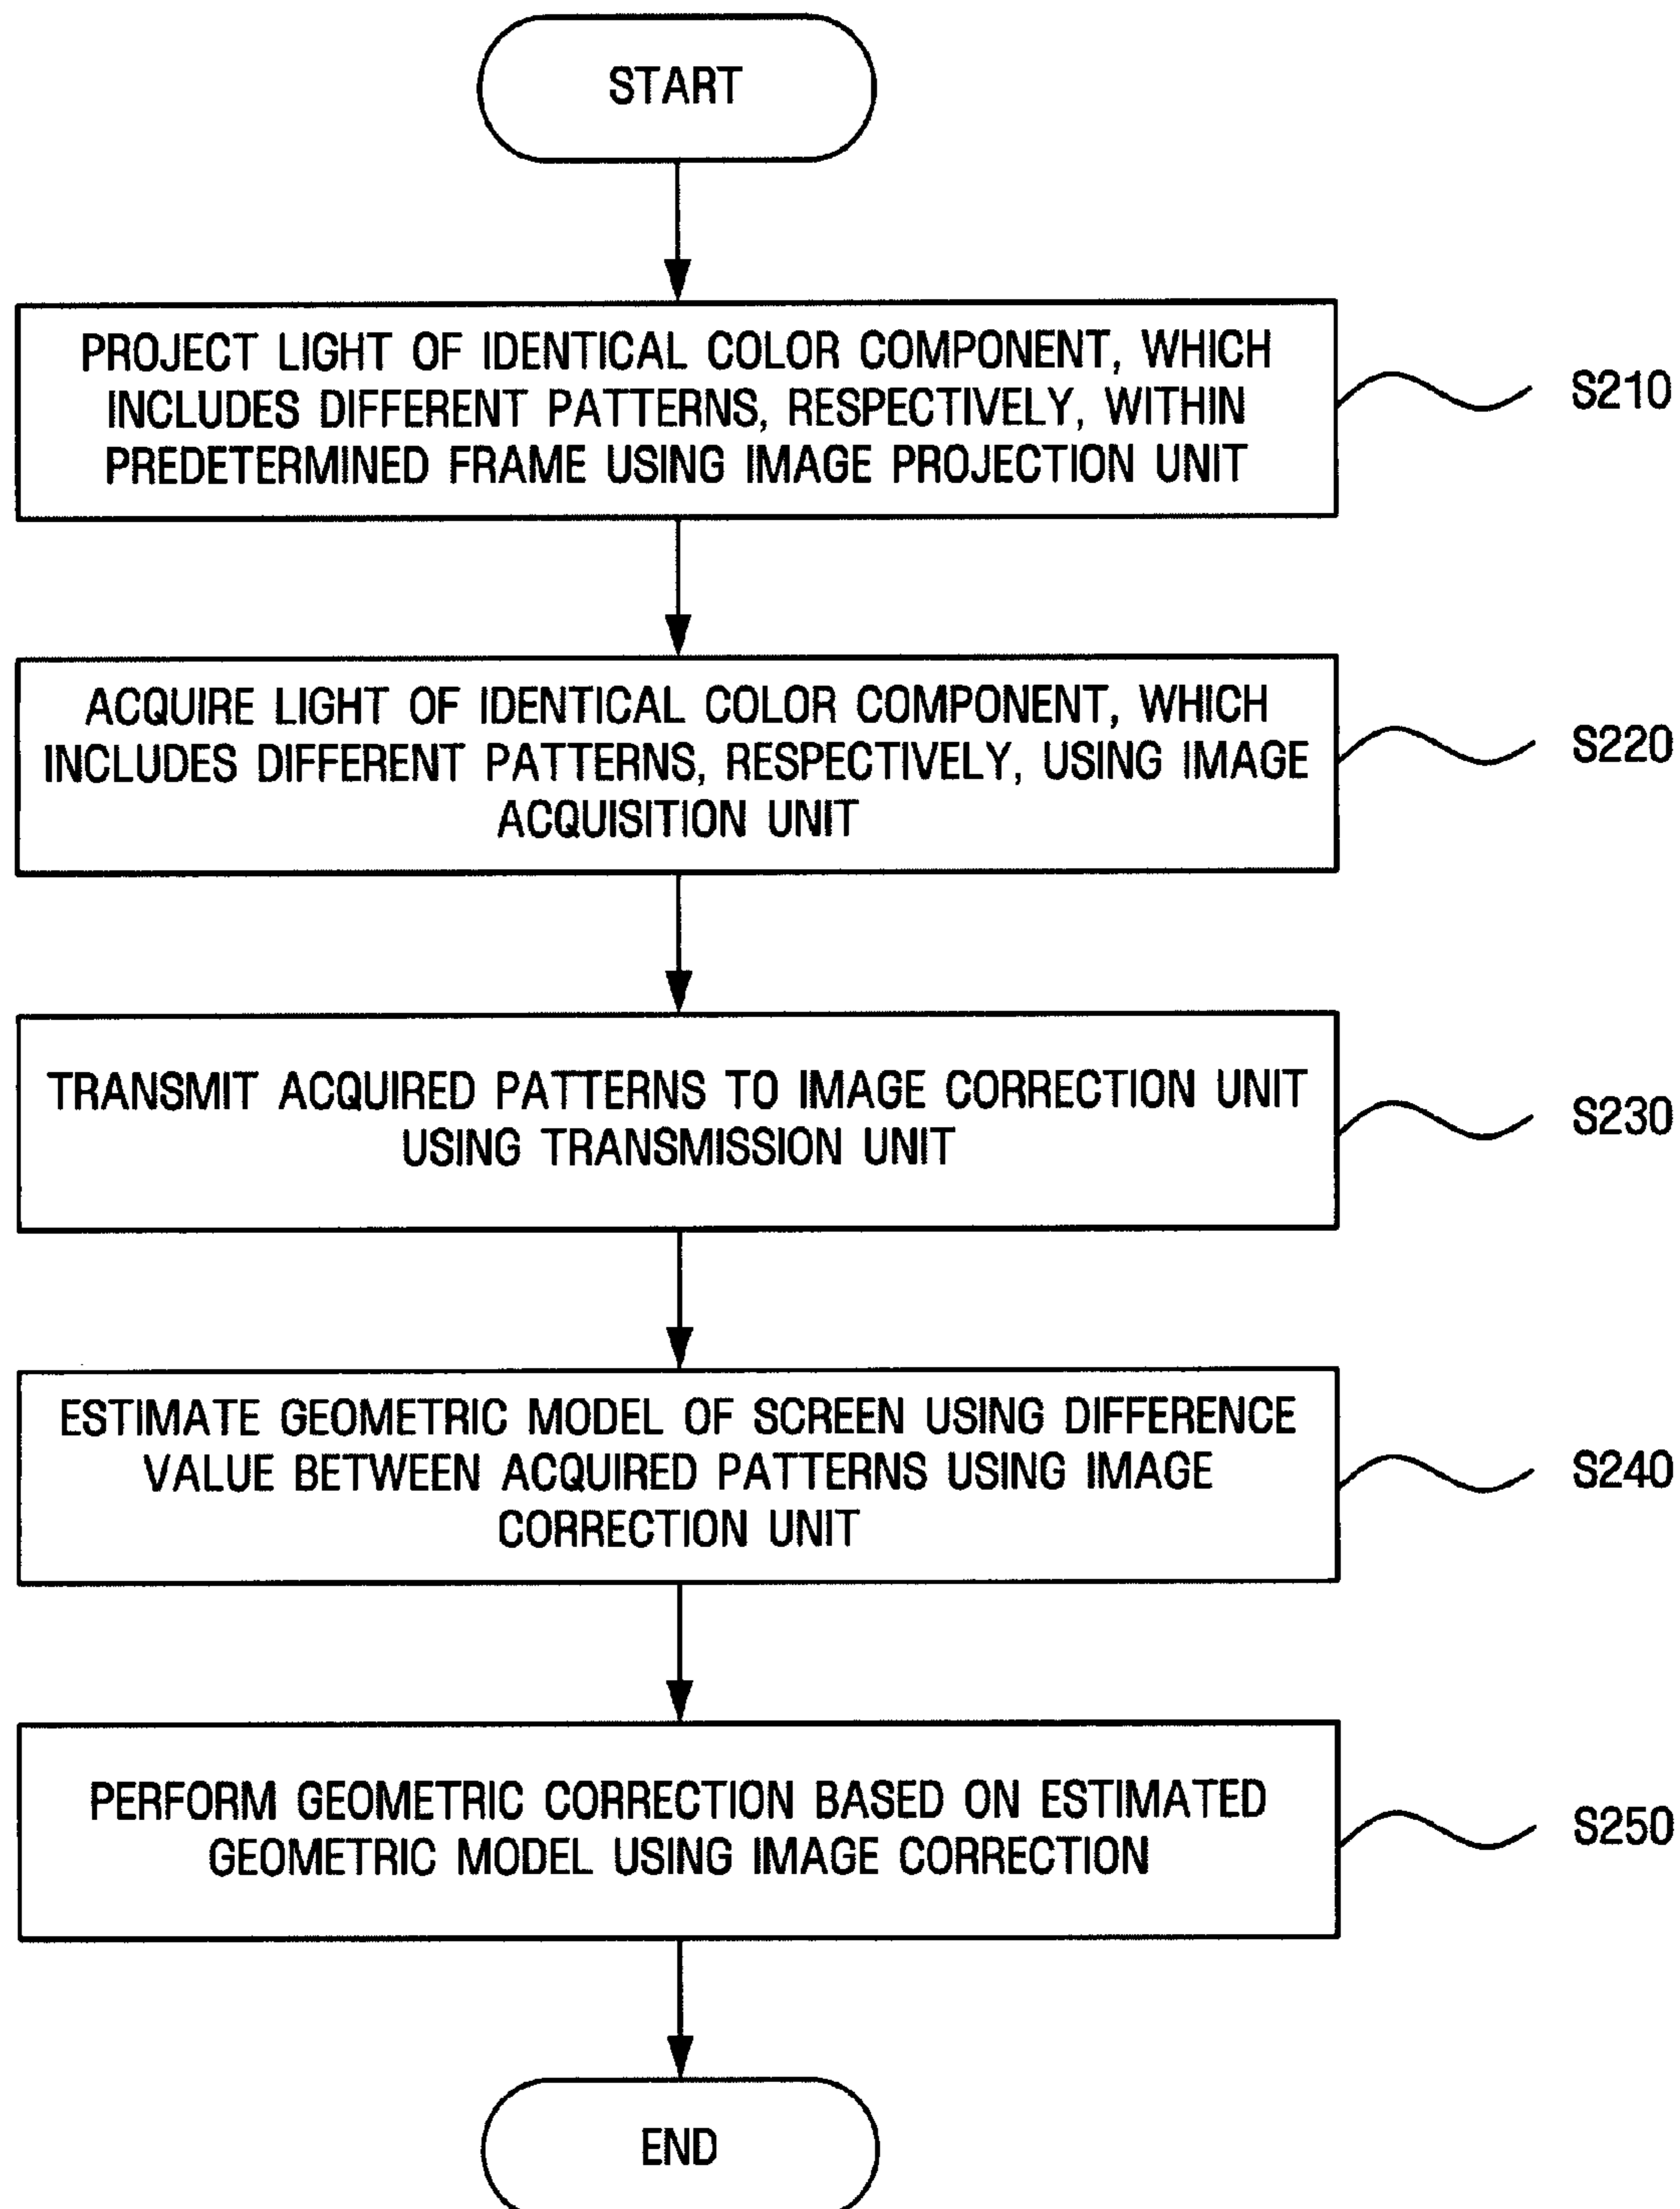 START
PROJECT LIGHT OF IDENTICAL COLOR COMPONENT, WHICH
INCLUDES DIFFERENT PATTERNS, RESPECTIVELY, WITHIN
PREDETERMINED FRAME USING IMAGE PROJECTION UNIT
S210
ACQUIRE LIGHT OF IDENTICAL COLOR COMPONENT, WHICH
INCLUDES DIFFERENT PATTERNS, RESPECTIVELY, USING IMAGE
ACQUISITION UNIT
S220
TRANSMIT ACQUIRED PATTERNS TO IMAGE CORRECTION UNIT
USING TRANSMISSION UNIT
S230
ESTIMATE GEOMETRIC MODEL OF SCREEN USING DIFFERENCE
VALUE BETWEEN ACQUIRED PATTERNS USING IMAGE
CORRECTION UNIT
S240
PERFORM GEOMETRIC CORRECTION BASED ON ESTIMATED
GEOMETRIC MODEL USING IMAGE CORRECTION
S250
END